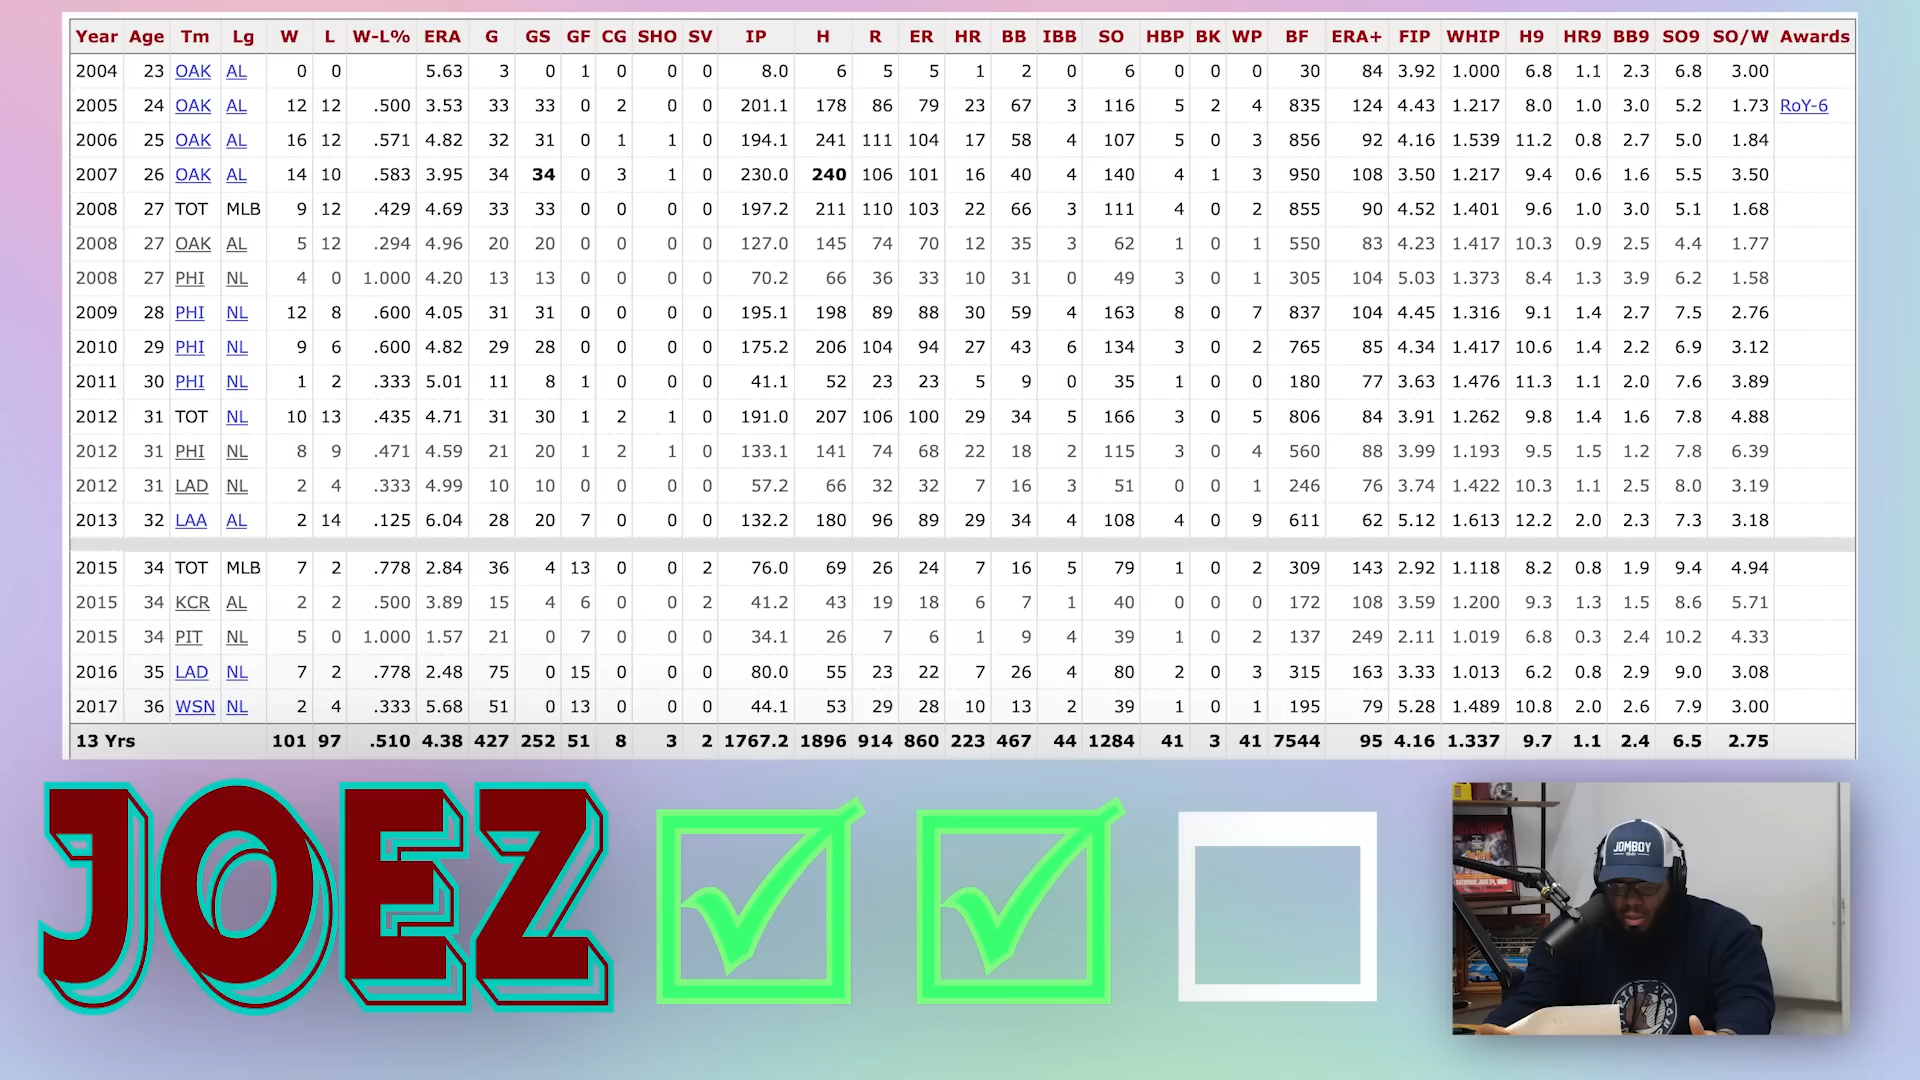 Year Age Tm Lg W L W-L% ERA G GS GF CG SHO SV IP H R ER HR BB IBB SO HBP BK WP BF ERA+ FIP WHIP H9 HR9 BB9 SO9 SO/W Awards
2004 23 OAK AL 0 0 5.63 3 0 1 0 0 0 8.0 6 5 5 1 2 0 6 0 0 0 30 84 3.92 1.000 6.8 1.1 2.3 6.8 3.00
2005 24 OAK AL 12 12 .500 3.53 33 33 0 2 0 0 201.1 178 86 79 23 67 3 116 5 2 4 835 124 4.43 1.217 8.0 1.0 3.0 5.2 1.73 RoY-6
2006 25 OAK AL 16 12 .571 4.82 32 31 0 1 1 0 194.1 241 111 104 17 58 4 107 5 0 3 856 92 4.16 1.539 11.2 0.8 2.7 5.0 1.84
2007 26 OAK AL 14 10 .583 3.95 34 34 0 3 1 0 230.0 240 106 101 16 40 4 140 4 1 3 950 108 3.50 1.217 9.4 0.6 1.6 5.5 3.50
2008 27 TOT MLB 9 12 .429 4.69 33 33 0 0 0 0 197.2 211 110 103 22 66 3 111 4 0 2 855 90 4.52 1.401 9.6 1.0 3.0 5.1 1.68
2008 27 OAK AL 5 12 .294 4.96 20 20 0 0 0 0 127.0 145 74 70 12 35 3 62 1 0 1 550 83 4.23 1.417 10.3 0.9 2.5 4.4 1.77
2008 27 PHI NL 4 0 1.000 4.20 13 13 0 0 0 0 70.2 66 36 33 10 31 0 49 3 0 1 305 104 5.03 1.373 8.4 1.3 3.9 6.2 1.58
2009 28 PHI NL 12 8 .600 4.05 31 31 0 0 0 0 195.1 198 89 88 30 59 4 163 8 0 7 837 104 4.45 1.316 9.1 1.4 2.7 7.5 2.76
2010 29 PHI NL 9 6 .600 4.82 29 28 0 0 0 0 175.2 206 104 94 27 43 6 134 3 0 2 765 85 4.34 1.417 10.6 1.4 2.2 6.9 3.12
2011 30 PHI NL 1 2 .333 5.01 11 8 1 0 0 0 41.1 52 23 23 5 9 0 35 1 0 0 180 77 3.63 1.476 11.3 1.1 2.0 7.6 3.89
2012 31 TOT NL 10 13 .435 4.71 31 30 1 2 1 0 191.0 207 106 100 29 34 5 166 3 0 5 806 84 3.91 1.262 9.8 1.4 1.6 7.8 4.88
2012 31 PHI NL 8 9 .471 4.59 21 20 1 2 1 0 133.1 141 74 68 22 18 2 115 3 0 4 560 88 3.99 1.193 9.5 1.5 1.2 7.8 6.39
2012 31 LAD NL 2 4 .333 4.99 10 10 0 0 0 0 57.2 66 32 32 7 16 3 51 0 0 1 246 76 3.74 1.422 10.3 1.1 2.5 8.0 3.19
2013 32 LAA AL 2 14 .125 6.04 28 20 7 0 0 0 132.2 180 96 89 29 34 4 108 4 0 9 611 62 5.12 1.613 12.2 2.0 2.3 7.3 3.18
2015 34 TOT MLB 7 2 .778 2.84 36 4 13 0 0 2 76.0 69 26 24 7 16 5 79 1 0 2 309 143 2.92 1.118 8.2 0.8 1.9 9.4 4.94
2015 34 KCR AL 2 2 .500 3.89 15 4 6 0 0 2 41.2 43 19 18 6 7 1 40 0 0 0 172 108 3.59 1.200 9.3 1.3 1.5 8.6 5.71
2015 34 PIT NL 5 0 1.000 1.57 21 0 7 0 0 0 34.1 26 7 6 1 9 4 39 1 0 2 137 249 2.11 1.019 6.8 0.3 2.4 10.2 4.33
2016 35 LAD NL 7 2 .778 2.48 75 0 15 0 0 0 80.0 55 23 22 7 26 4 80 2 0 3 315 163 3.33 1.013 6.2 0.8 2.9 9.0 3.08
2017 36 WSN NL 2 4 .333 5.68 51 0 13 0 0 0 44.1 53 29 28 10 13 2 39 1 0 1 195 79 5.28 1.489 10.8 2.0 2.6 7.9 3.00
13 Yrs 101 97 .510 4.38 427 252 51 8 3 2 1767.2 1896 914 860 223 467 44 1284 41 3 41 7544 95 4.16 1.337 9.7 1.1 2.4 6.5 2.75
JOEZ
JOMBOY